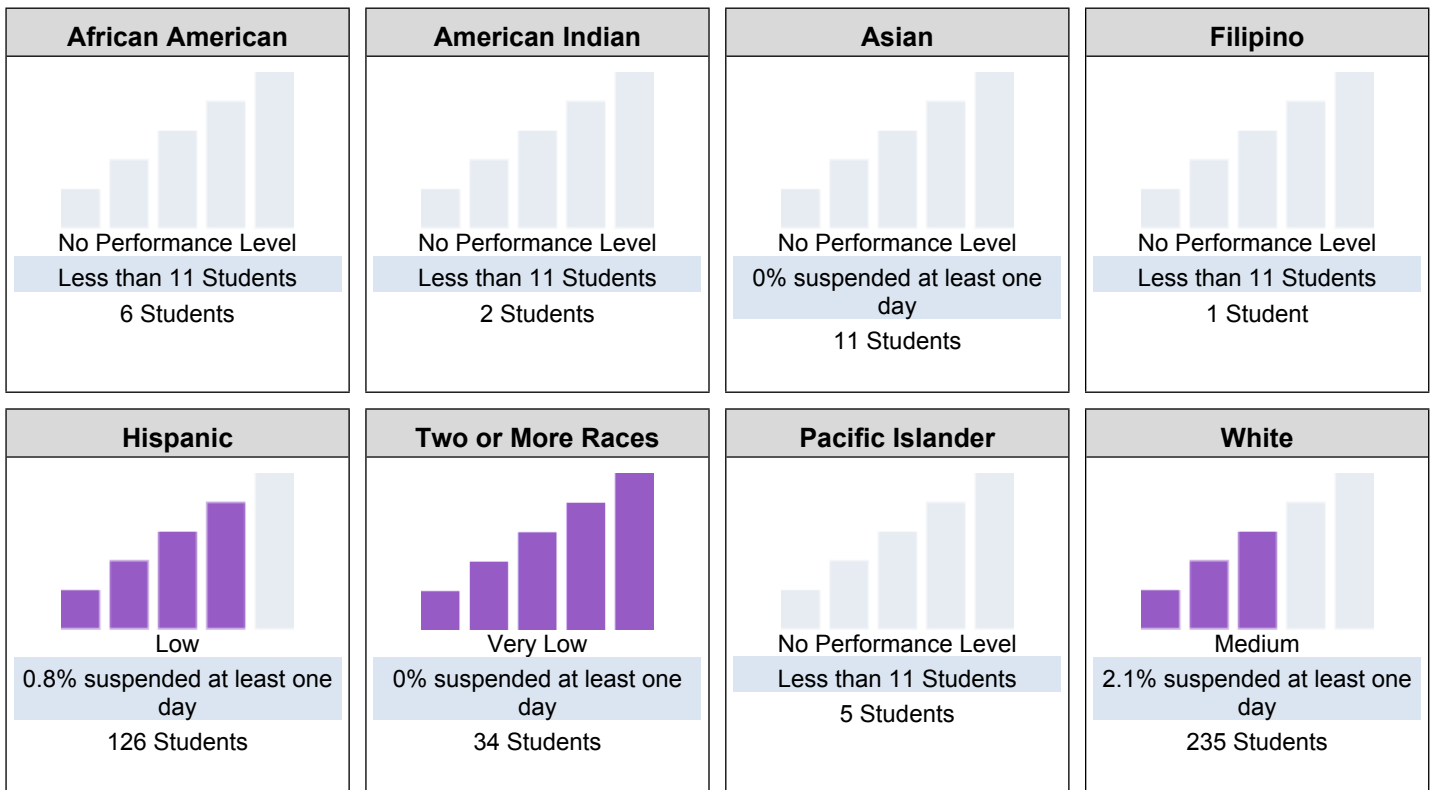 African American
No Performance Level
Less than 11 Students
6 Students
American Indian
No Performance Level
Less than 11 Students
2 Students
Asian
No Performance Level
0% suspended at least one
day
11 Students
Filipino
No Performance Level
Less than 11 Students
1 Student
Hispanic
Low
0.8% suspended at least one
day
126 Students
Two or More Races
Very Low
0% suspended at least one
day
34 Students
Pacific Islander
No Performance Level
Less than 11 Students
5 Students
White
Medium
2.1% suspended at least one
day
235 Students